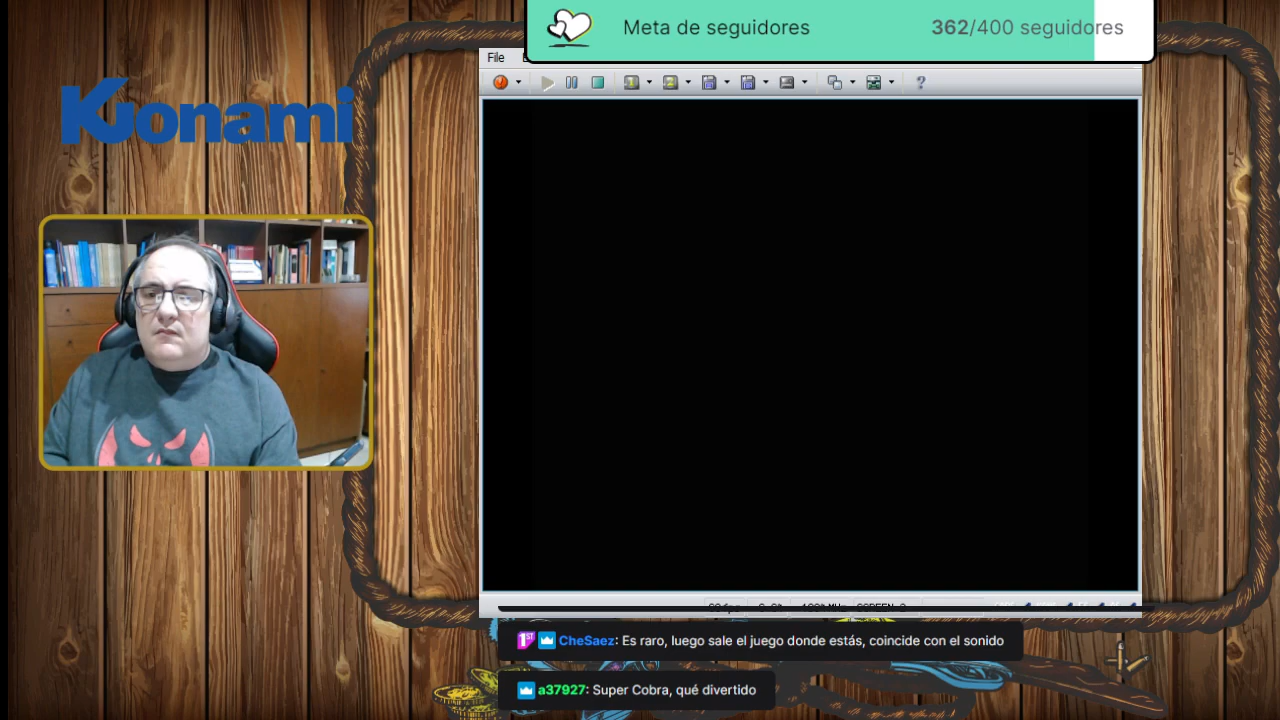 Meta de seguidores
362/400 seguidores
File
Konami
?
CheSaez: Es raro, luego sale el juego donde estás, coincide con el sonido
a37927: Super Cobra, qué divertido